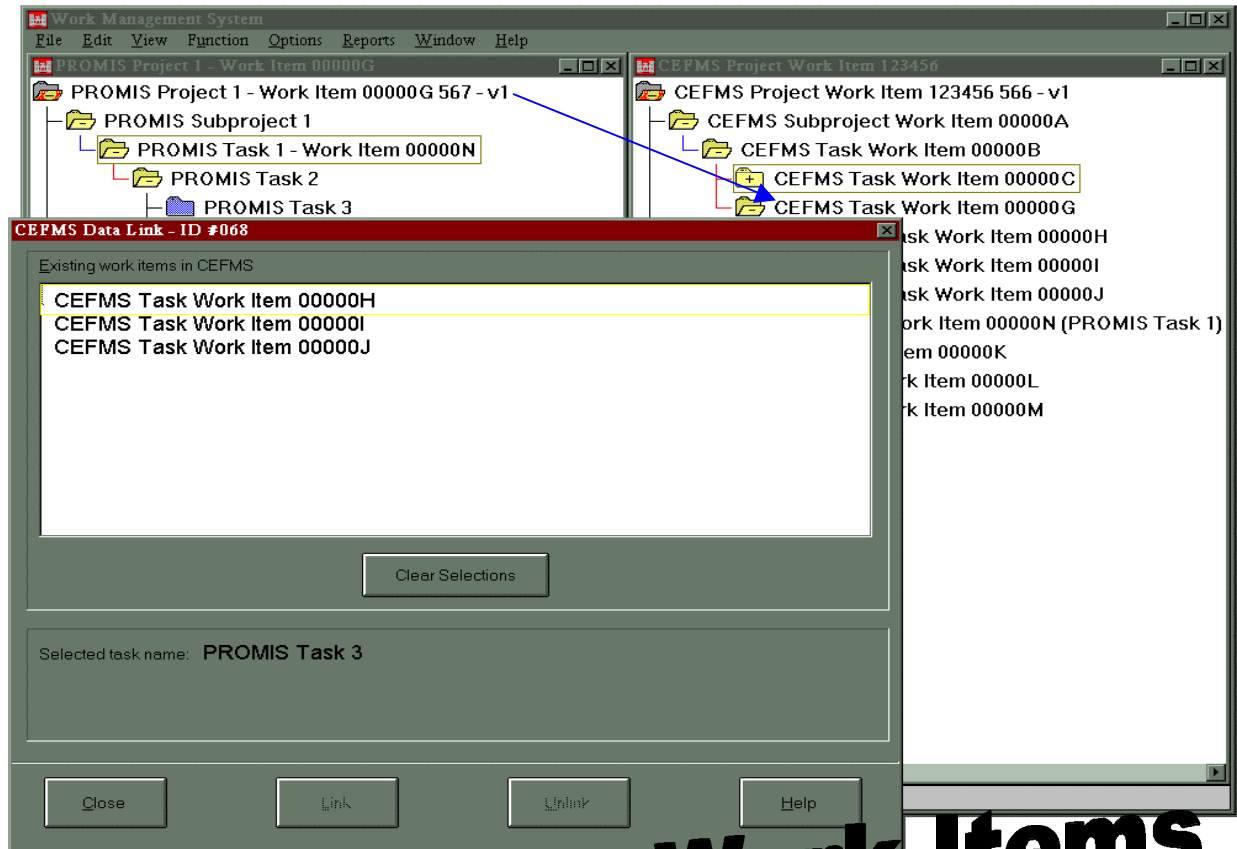 Work Management System
File Edit View Function Options Reports Window Help
PROMIS Project 1 - Work Item 00000G
PROMIS Project 1 - Work Item 00000G 567 - v1
PROMIS Subproject 1
PROMIS Task 1 - Work Item 00000N
PROMIS Task 2
PROMIS Task 3
CEFMS Project Work Item 123456
CEFMS Project Work Item 123456 566 - v1
CEFMS Subproject Work Item 00000A
CEFMS Task Work Item 00000B
CEFMS Task Work Item 00000C
CEFMS Task Work Item 00000G
ask Work Item 00000H
ask Work Item 00000I
ask Work Item 00000J
ork Item 00000N (PROMIS Task 1)
em 00000K
rk Item 00000L
rk Item 00000M
CEFMS Data Link - ID #068
Existing work items in CEFMS
CEFMS Task Work Item 00000H
CEFMS Task Work Item 00000I
CEFMS Task Work Item 00000J
Clear Selections
Selected task name: PROMIS Task 3
Close Link Unlink Help
Work Items